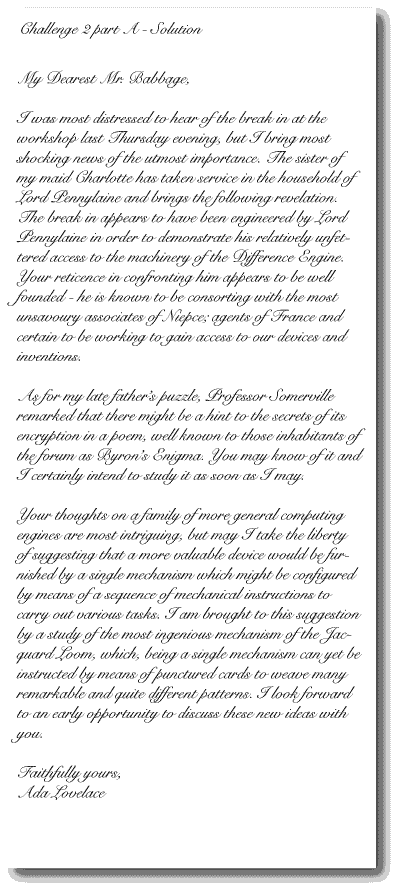 Challenge 2 part A - Solution
My Dearest Mr. Babbage,
I was most distressed to hear of the break in at the
workshop last Thursday evening, but I bring most
shocking news of the utmost importance. The sister of
my maid Charlotte has taken service in the household of
Lord Pennylaine and brings the following revelation.
The break in appears to have been engineered by Lord
Pennylaine in order to demonstrate his relatively unfet-
tered access to the machinery of the Difference Engine.
Your reticence in confronting him appears to be well
founded - he is known to be consorting with the most
unsavoury associates of Niepce; agents of France and
certain to be working to gain access to our devices and
inventions.
As for my late father's puzzle, Professor Somerville
remarked that there might be a hint to the secrets of its
encryption in a poem, well known to those inhabitants of
the forum as Byron's Enigma. You may know of it and
I certainly intend to study it as soon as I may.
Your thoughts on a family of more general computing
engines are most intriguing, but may I take the liberty
of suggesting that a more valuable device would be fur-
nished by a single mechanism which might be configured
by means of a sequence of mechanical instructions to
carry out various tasks. I am brought to this suggestion
by a study of the most ingenious mechanism of the Jac-
quard Loom, which, being a single mechanism can yet be
instructed by means of punctured cards to weave many
remarkable and quite different patterns. I look forward
to an early opportunity to discuss these new ideas with
you.
Faithfully yours,
Ada Lovelace